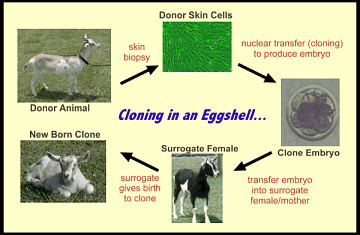 Donor Skin Cells
skin
biopsy
nuclear transfer (cloning)
to produce embryo
Donor Animal
Cloning in an Eggshell...
New Born Clone
Surrogate Female
Clone Embryo
surrogate
gives birth
to clone
transfer embryo
into surrogate
female/mother